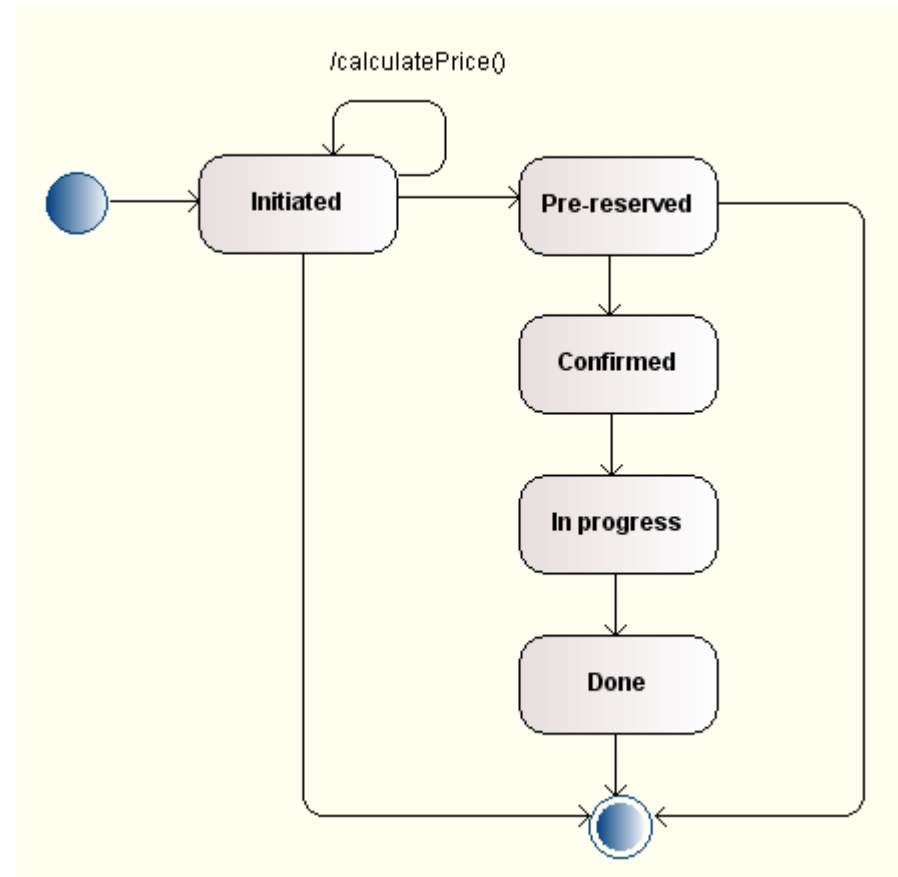 /calculatePrice()
Initiated
Pre-reserved
Confirmed
In progress
Done